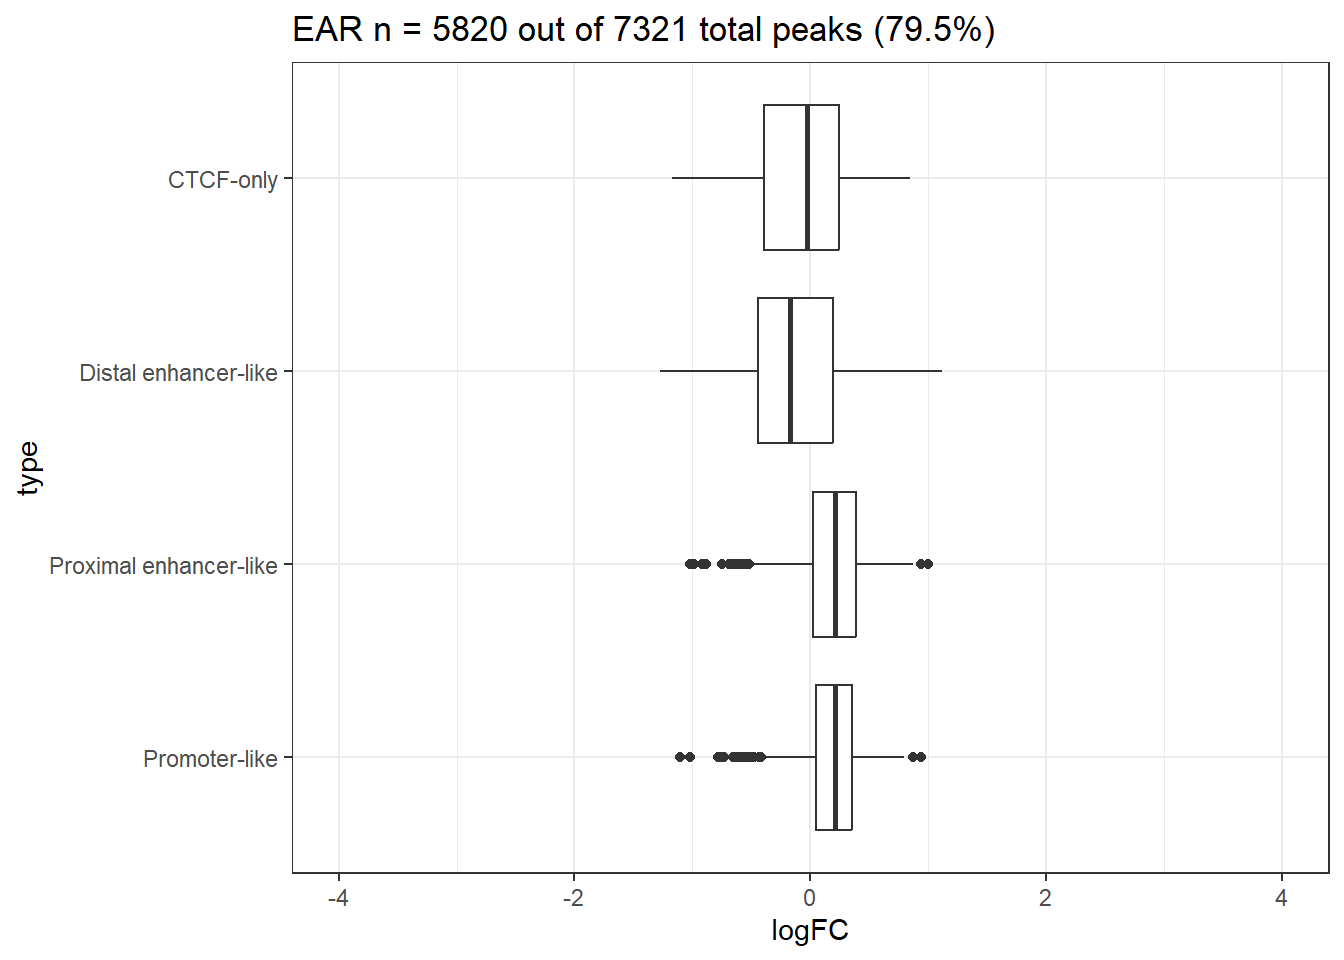 EAR n = 5820 out of 7321 total peaks (79.5%)
CTCF-only
Distal enhancer-like
Proximal enhancer-like
Promoter-like
type
-4 -2 0 2 4
logFC